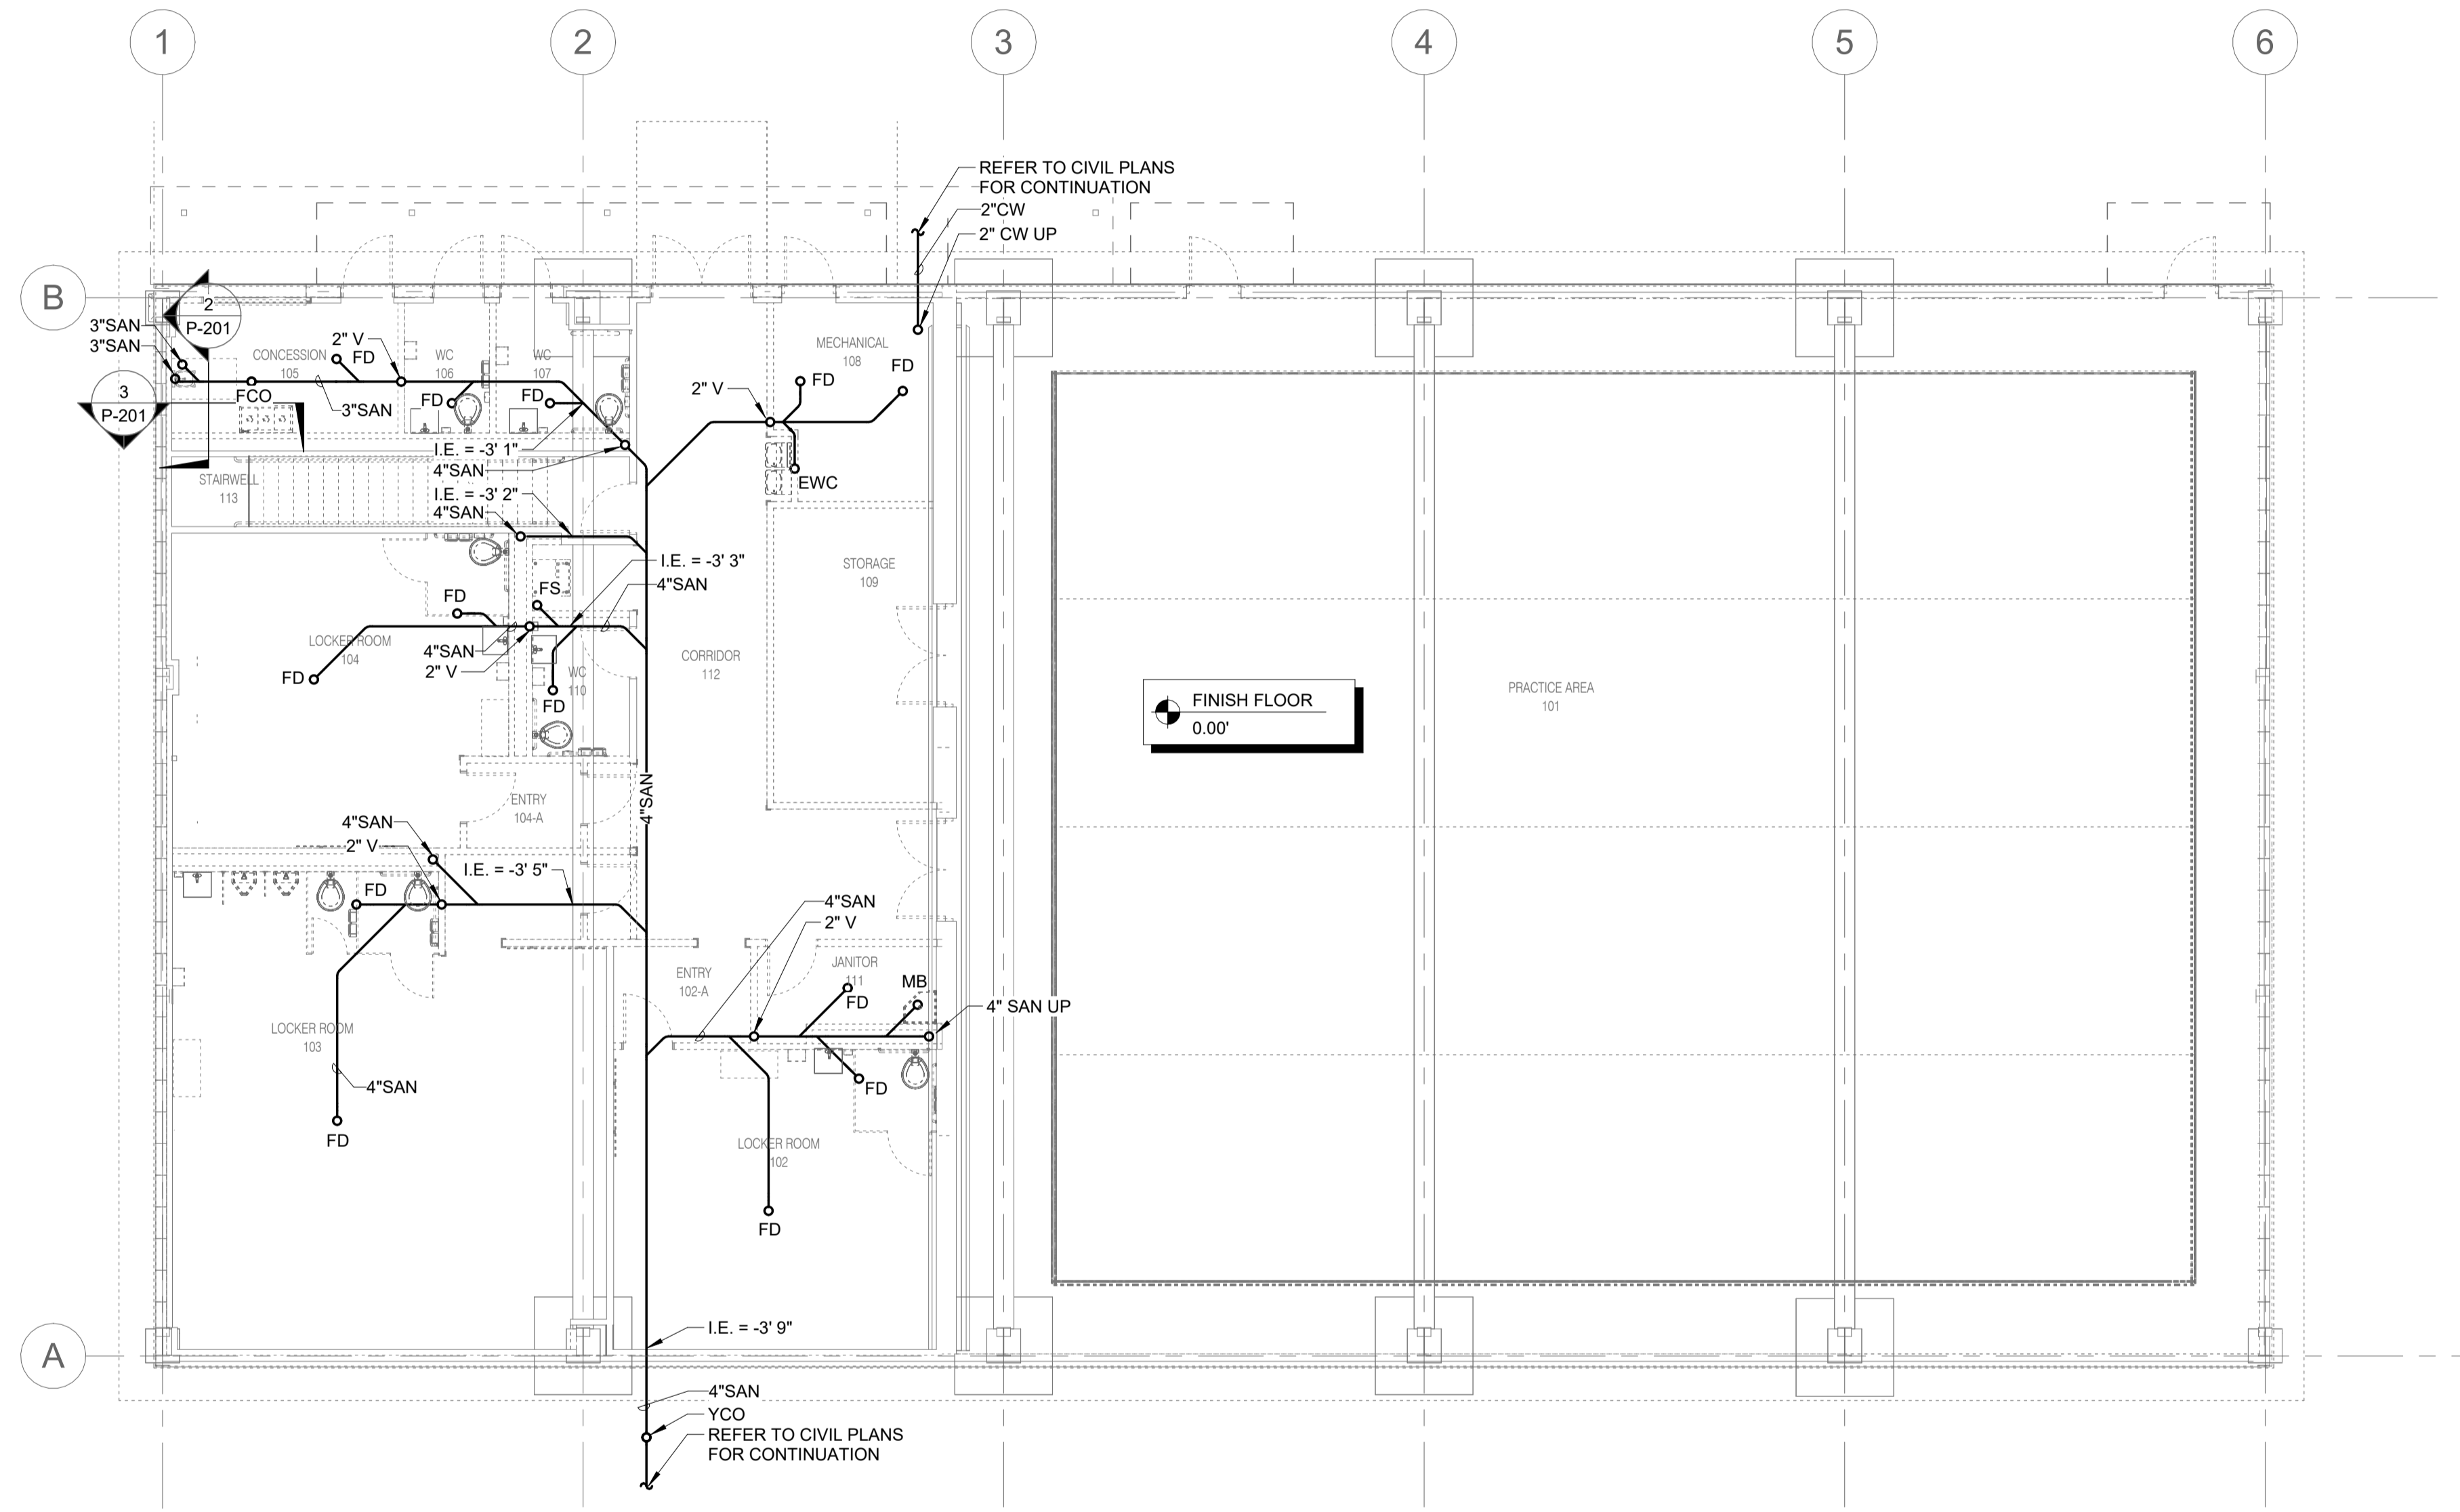 1
2
3
4
5
6
REFER TO CIVIL PLANS
FOR CONTINUATION
2"CW
2" CW UP
B
2
P-201
3"SAN
3"SAN
2" V
CONCESSION
105
FD
WC
106
WC
107
MECHANICAL
108
FD
FD
3
P-201
FCO
3"SAN
FD
FD
2" V
I.E. = -3' 1"
4"SAN
STAIRWELL
113
EWC
I.E. = -3' 2"
4"SAN
I.E. = -3' 3"
4"SAN
STORAGE
109
FS
FD
LOCKER ROOM
104
4"SAN
2" V
FD
WC
110
FD
CORRIDOR
112
FINISH FLOOR
0.00'
PRACTICE AREA
101
4"SAN
ENTRY
104-A
4"SAN
2" V
I.E. = -3' 5"
FD
4"SAN
2" V
ENTRY
102-A
JANITOR
111
FD
MB
4" SAN UP
LOCKER ROOM
103
4"SAN
FD
FD
LOCKER ROOM
102
FD
I.E. = -3' 9"
A
4"SAN
YCO
REFER TO CIVIL PLANS
FOR CONTINUATION